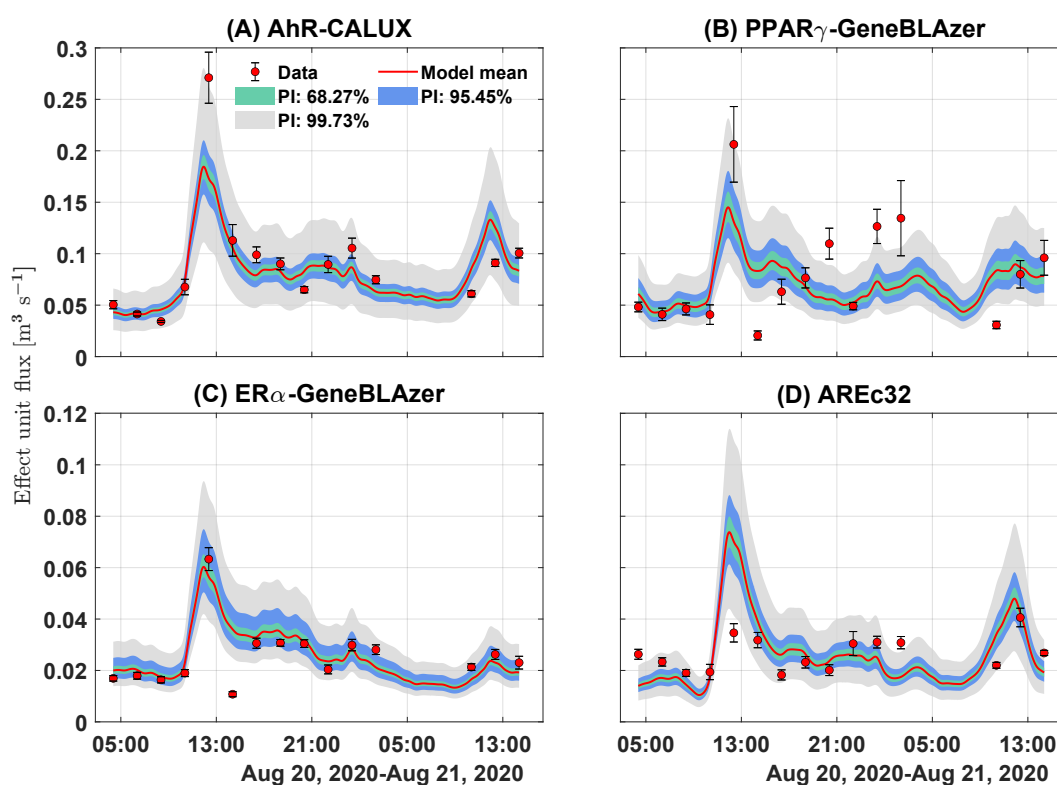 (A) AhR-CALUX
(B) PPARγ-GeneBLAzer
0.3
0.25
0.2
0.15
0.1
0.05
0
Data
Model mean
PI: 68.27%
PI: 95.45%
PI: 99.73%
Effect unit flux [m³ s⁻¹]
(C) ERα-GeneBLAzer
(D) AREc32
0.12
0.1
0.08
0.06
0.04
0.02
0
05:00 13:00 21:00 05:00 13:00
05:00 13:00 21:00 05:00 13:00
Aug 20, 2020-Aug 21, 2020
Aug 20, 2020-Aug 21, 2020